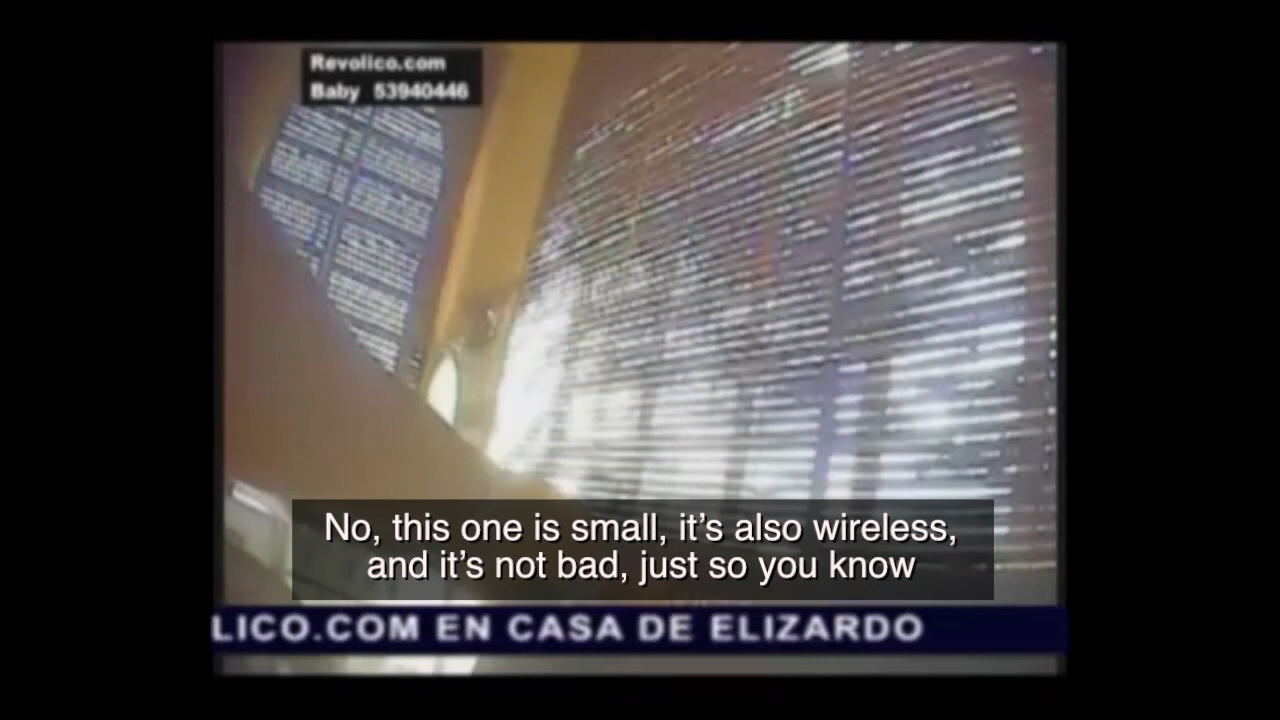 Revolico.com
Baby 53940446
No, this one is small, it's also wireless,
and it's not bad, just so you know
LICO.COM EN CASA DE ELIZARDO